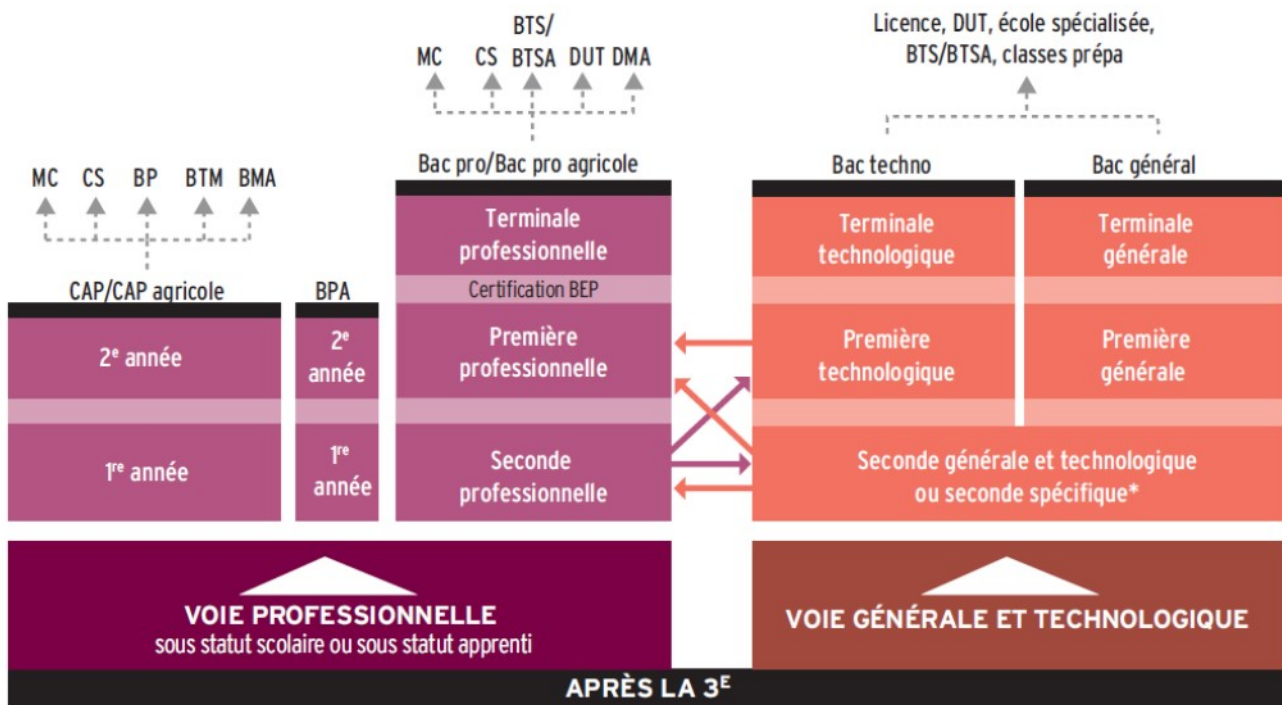 BTS/
MC CS BTSA DUT DMA
Licence, DUT, école spécialisée,
BTS/BTSA, classes prépa
MC CS BP BTM BMA
Bac pro/Bac pro agricole
Bac techno
Bac général
CAP/CAP agricole
BPA
Terminale
professionnelle
Certification BEP
Terminale
technologique
Terminale
générale
2e année
2e
année
Première
professionnelle
Première
technologique
Première
générale
1re année
1re
année
Seconde
professionnelle
Seconde générale et technologique
ou seconde spécifique*
VOIE PROFESSIONNELLE
sous statut scolaire ou sous statut apprenti
VOIE GÉNÉRALE ET TECHNOLOGIQUE
APRÈS LA 3E